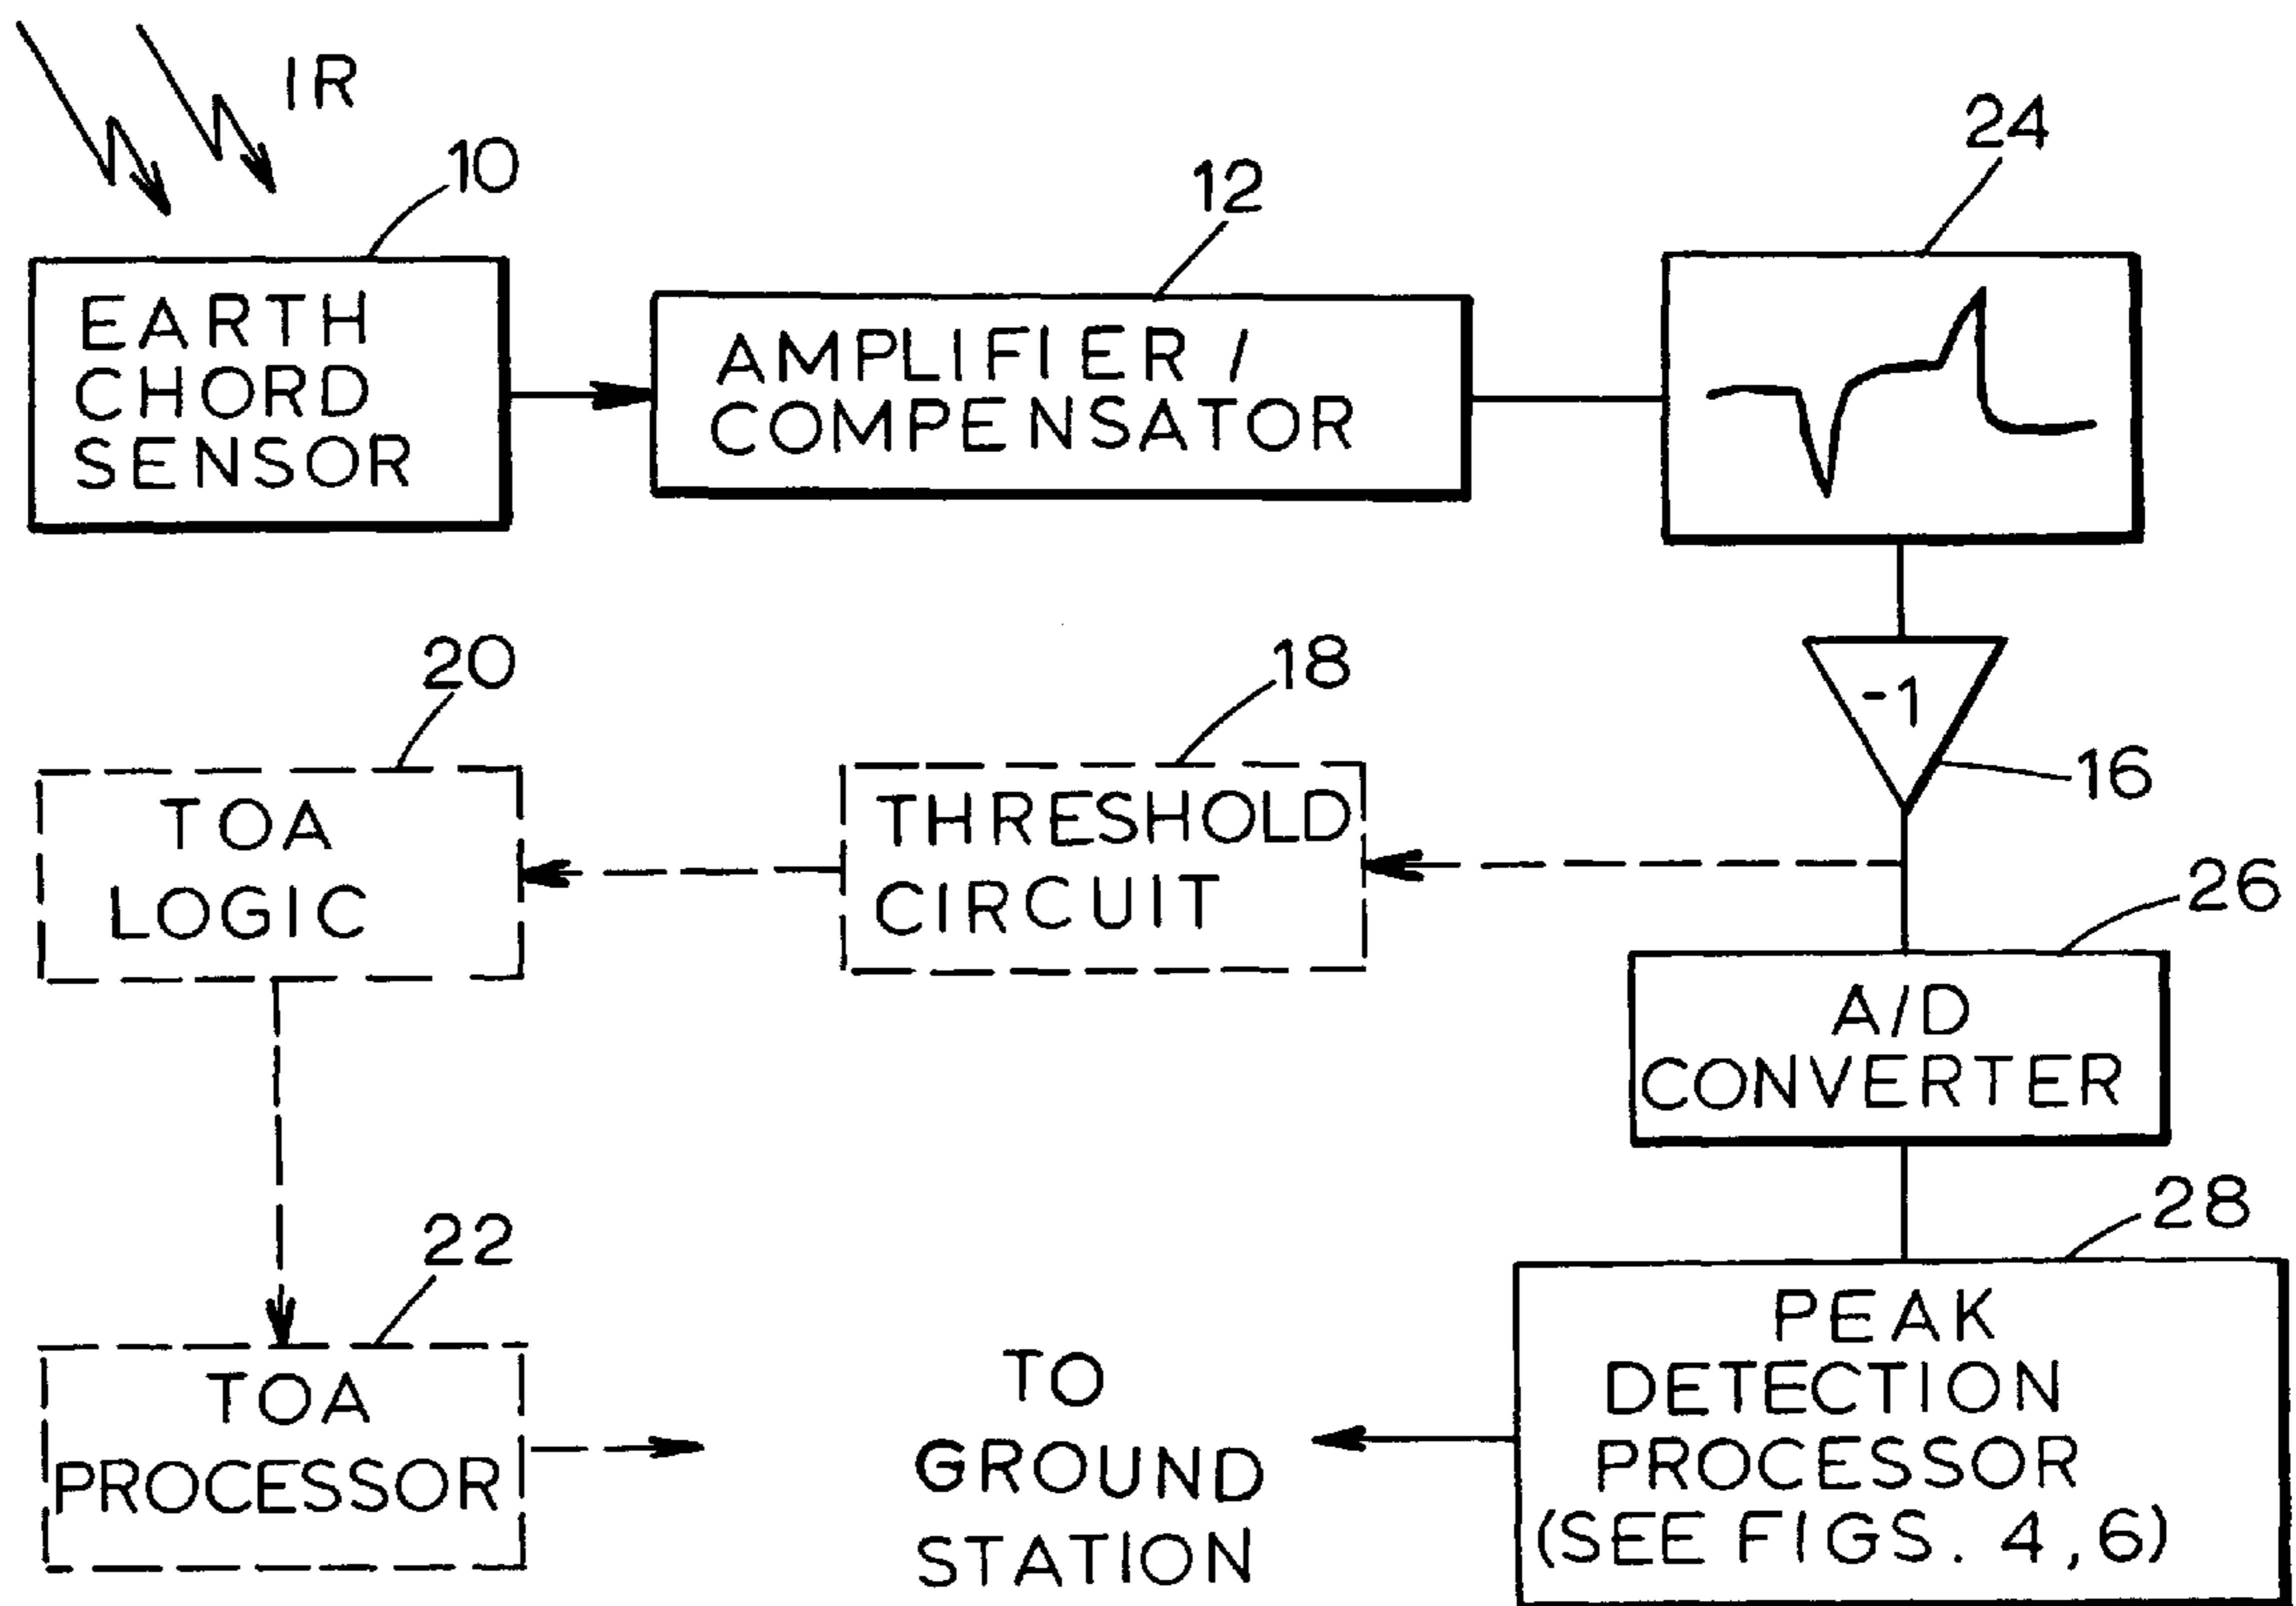 IR
10
EARTH
CHORD
SENSOR
12
AMPLIFIER /
COMPENSATOR
24
-1
16
18
THRESHOLD
CIRCUIT
20
TOA
LOGIC
26
A/D
CONVERTER
22
TOA
PROCESSOR
TO
GROUND
STATION
28
PEAK
DETECTION
PROCESSOR
(SEE FIGS. 4,6)